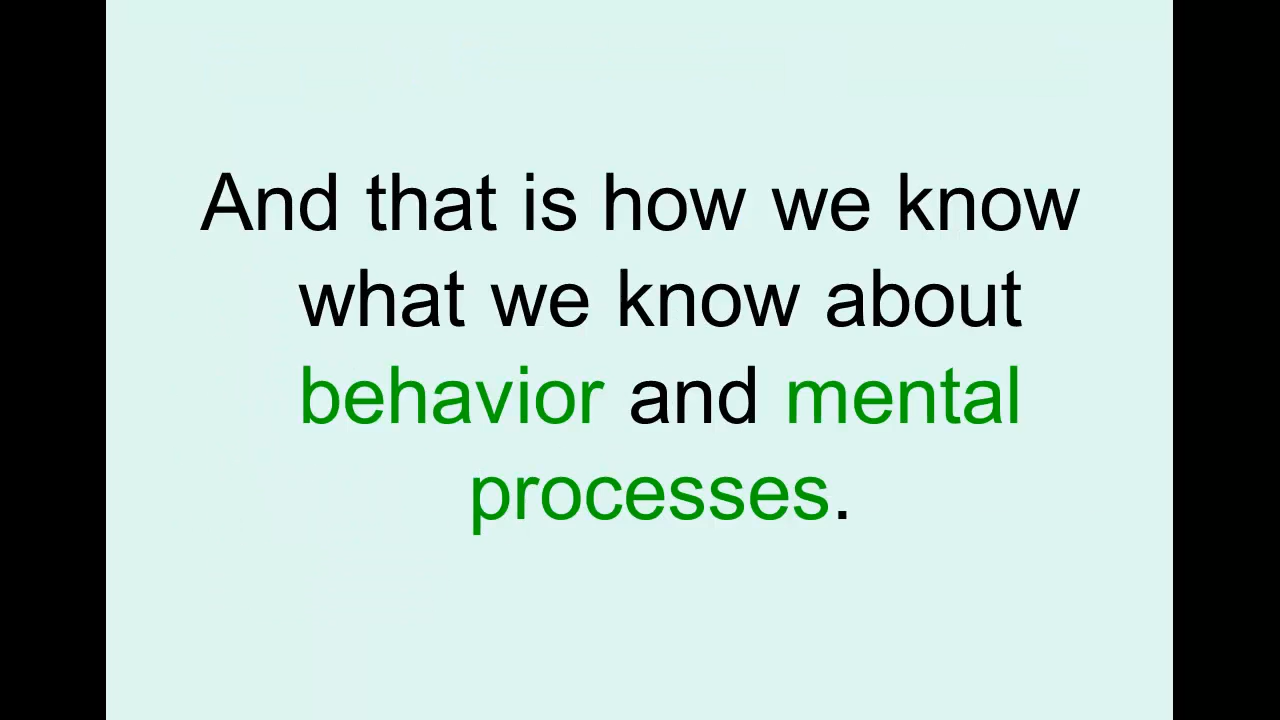 And that is how we know
what we know about
behavior and mental
processes.